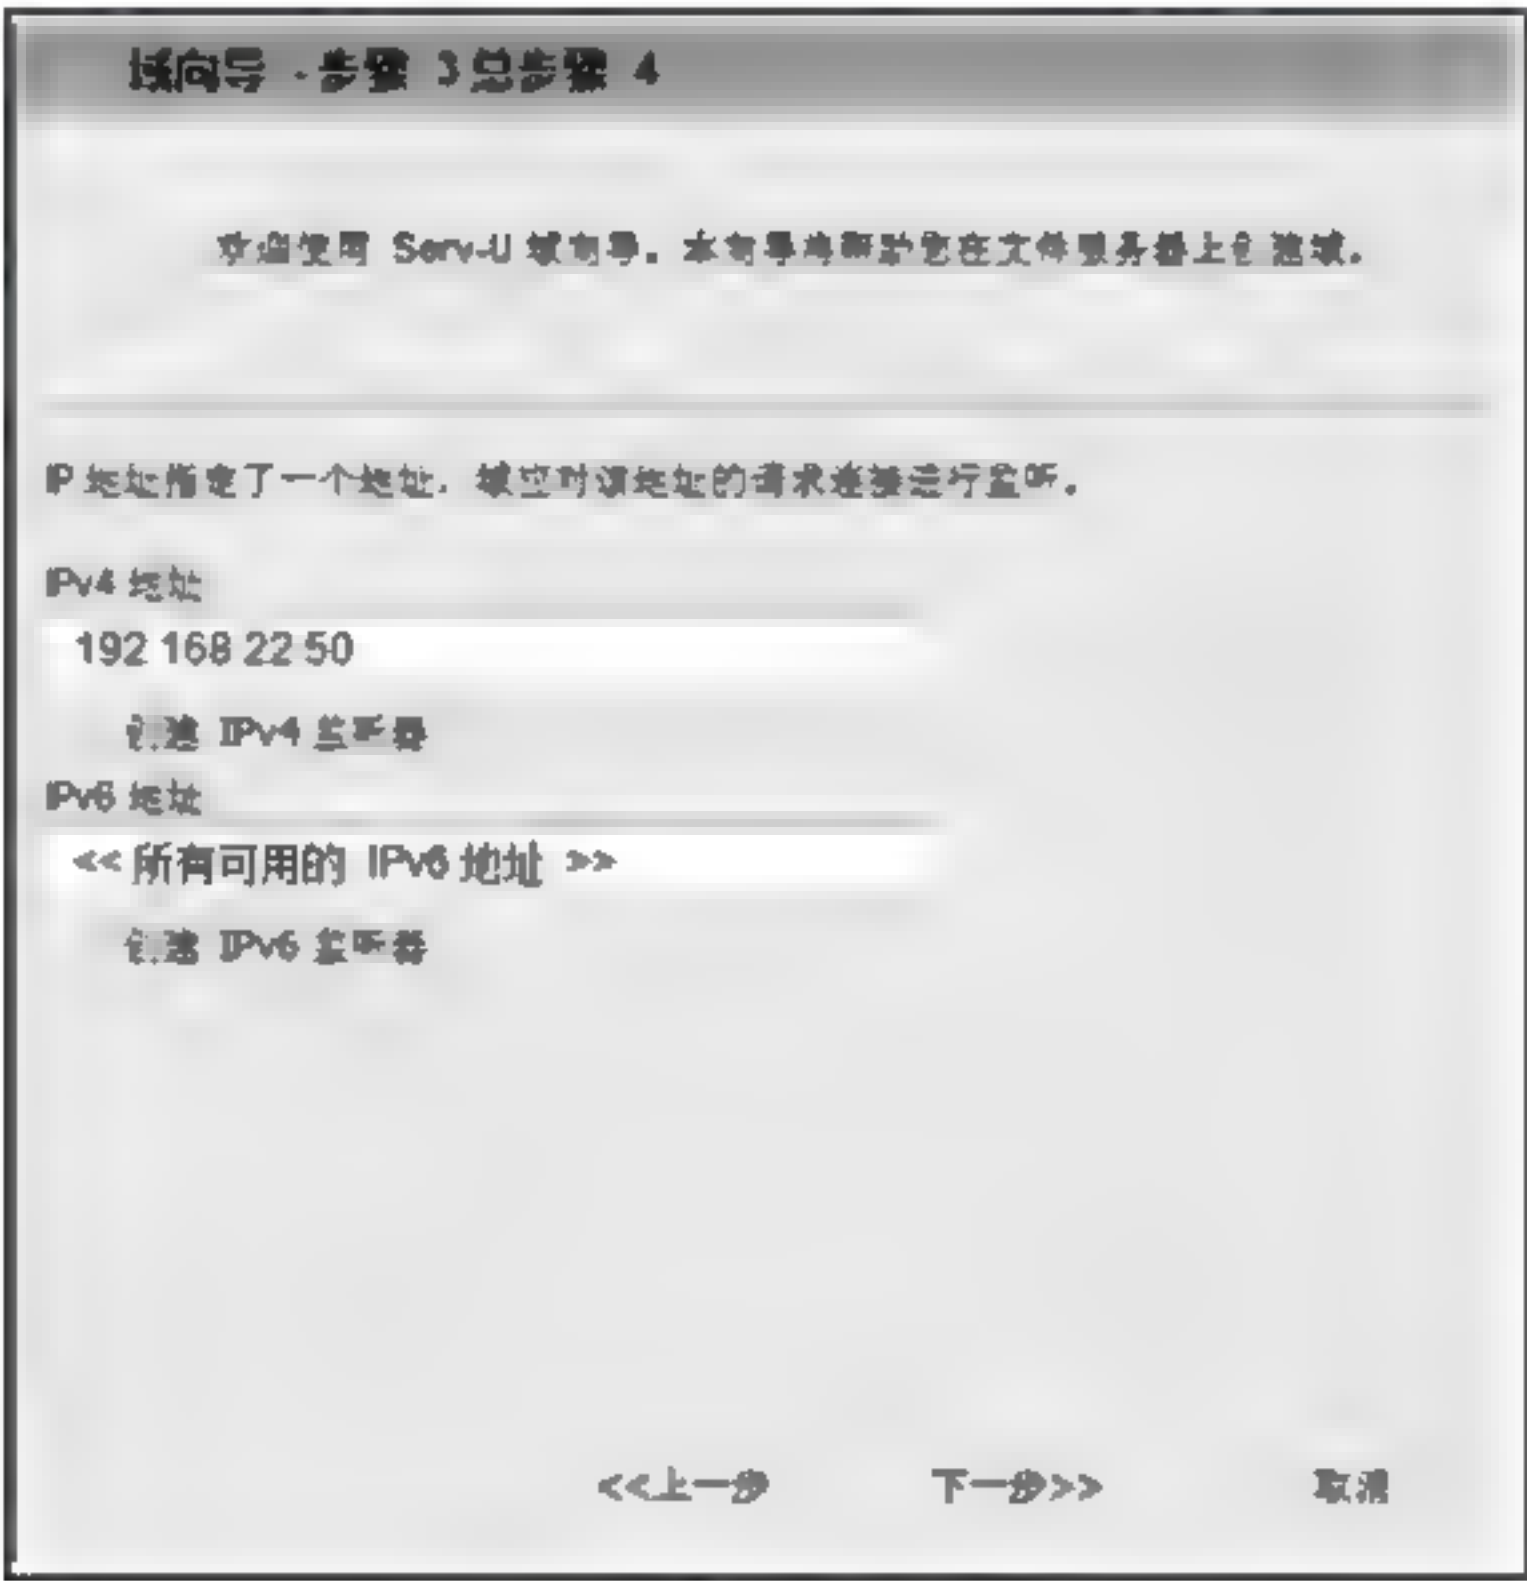 域向导 - 步骤 3总步骤 4
欢迎使用 Serv-U 域向导。本向导将帮助您在文件服务器上创建域。
IP 地址指定了一个地址，域应对该地址的请求连接进行监听。
IPv4 地址
192 168 22 50
创建 IPv4 监听器
IPv6 地址
<< 所有可用的 IPv6 地址 >>
创建 IPv6 监听器
<<上一步 下一步>> 取消